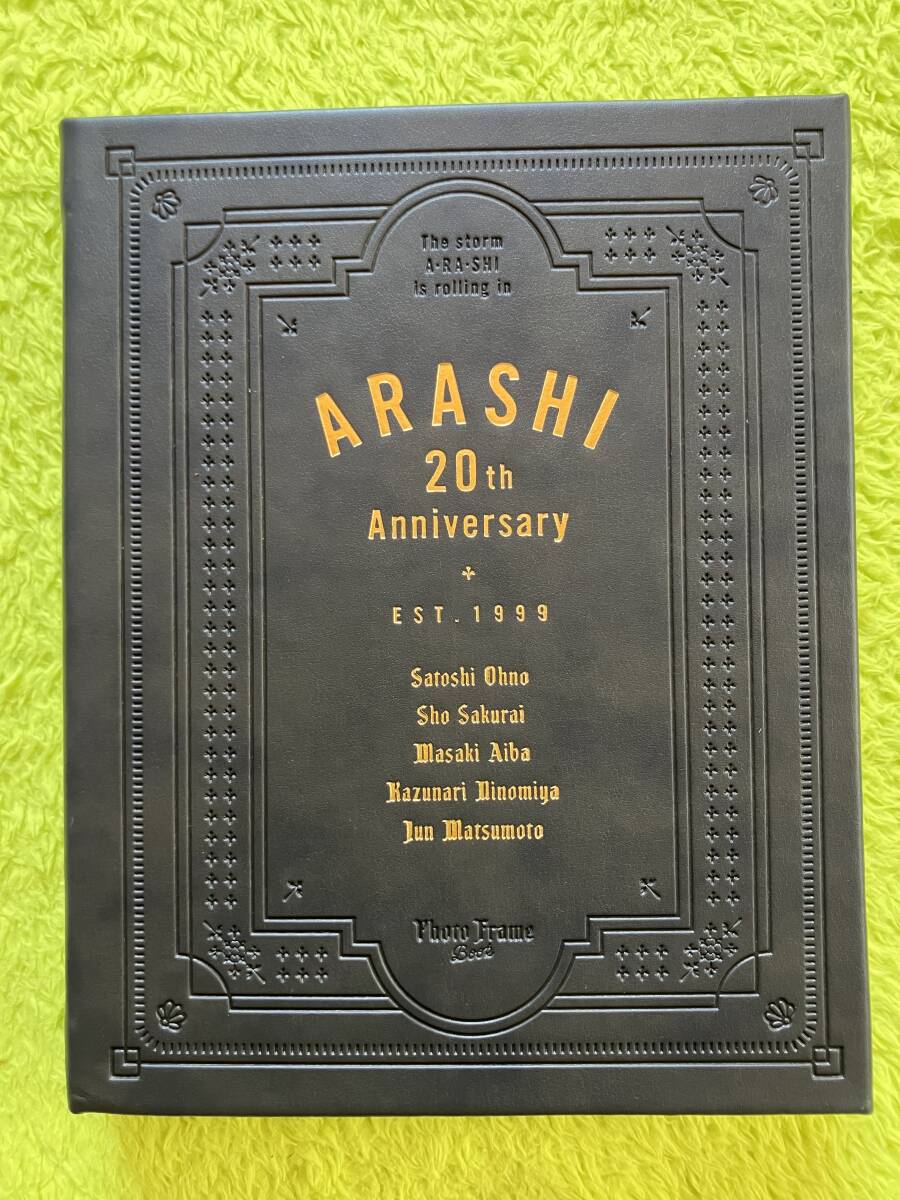 The storm
A·RA·SHI
is rolling in
ARASHI
20th
Anniversary
EST. 1999
Satoshi Ohno
Sho Sakurai
Masaki Aiba
Kazunari Ninomiya
Jun Matsumoto
Photo Frame
Book